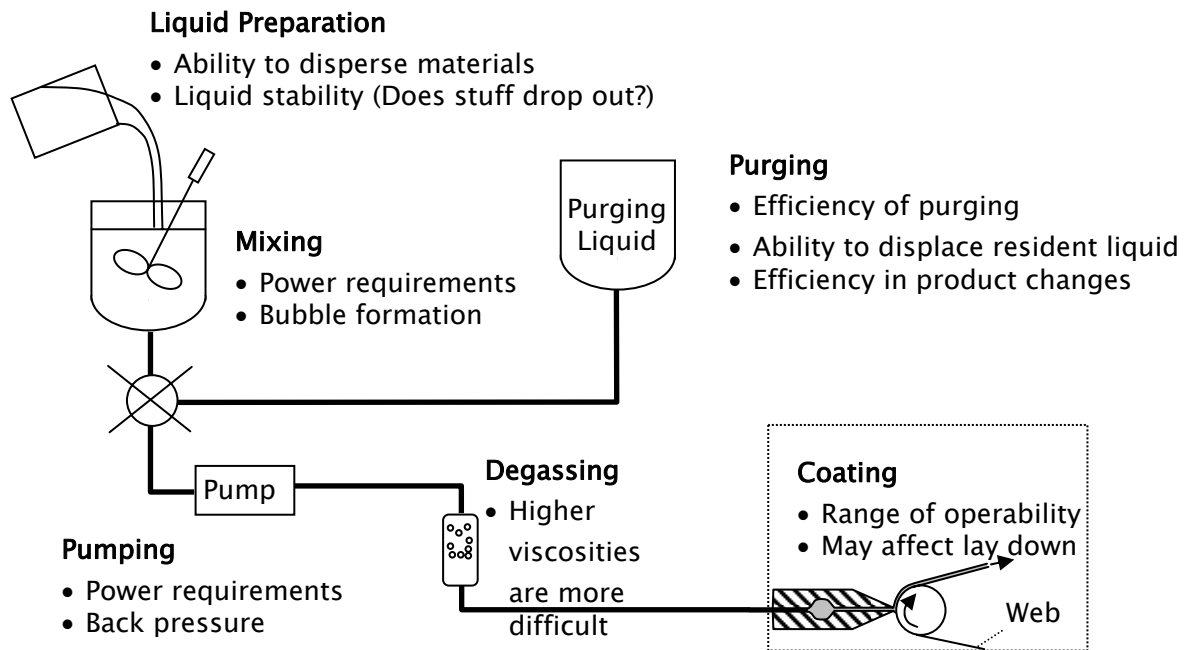 Liquid Preparation
• Ability to disperse materials
• Liquid stability (Does stuff drop out?)
Mixing
• Power requirements
• Bubble formation
Purging
Liquid
Purging
• Efficiency of purging
• Ability to displace resident liquid
• Efficiency in product changes
Pump
Pumping
• Power requirements
• Back pressure
Degassing
• Higher
viscosities
are more
difficult
Coating
• Range of operability
• May affect lay down
Web